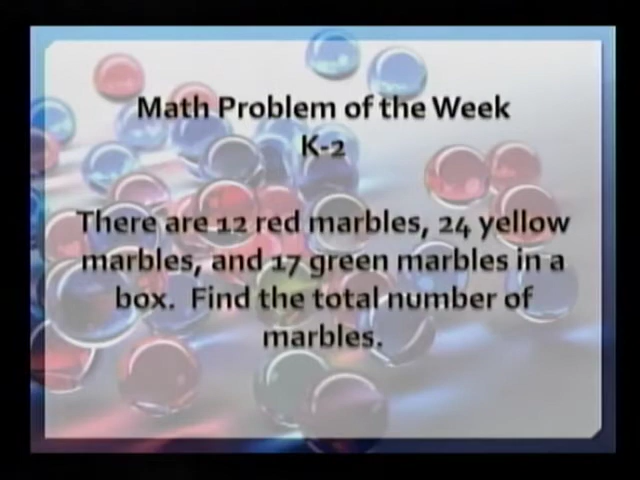 Math Problem of the Week
K-2
There are 12 red marbles, 24 yellow
marbles, and 17 green marbles in a
box. Find the total number of
marbles.